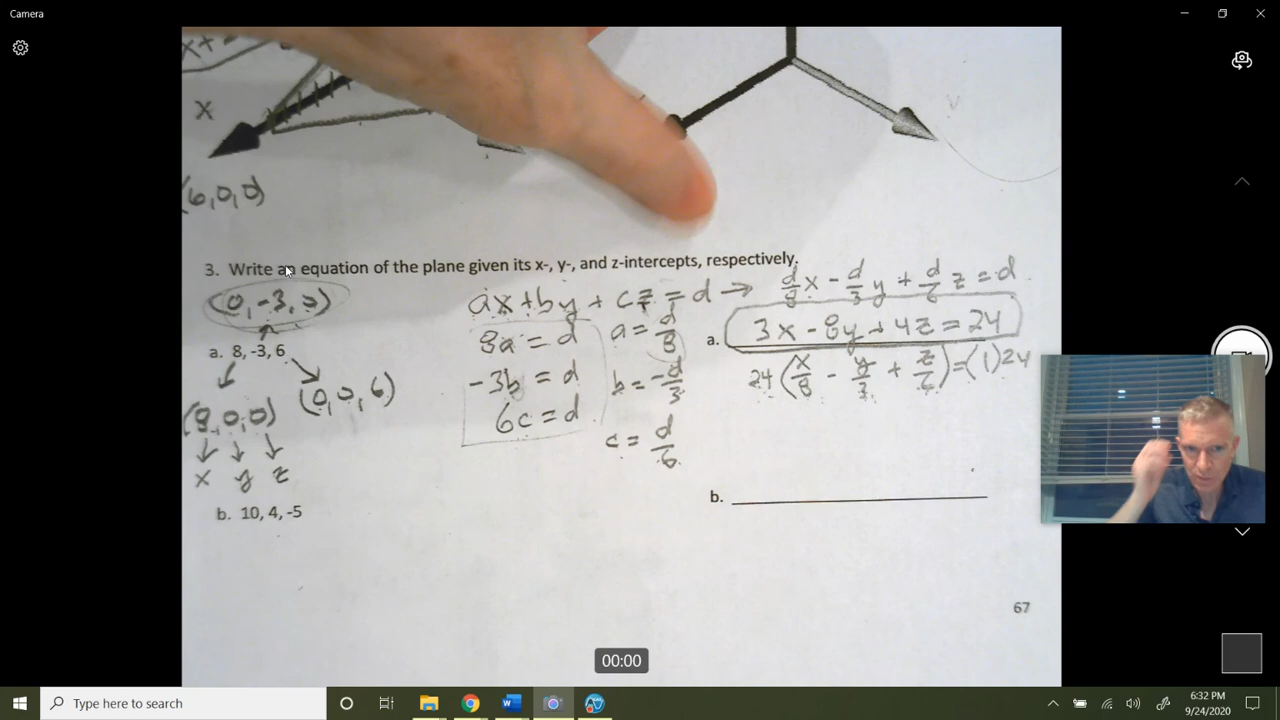 Camera
x+
x
y
(6,0,0)
3. Write an equation of the plane given its x-, y-, and z-intercepts, respectively.
(0,-3,0)
ax+by+cz=d → d/8x - d/3y + d/6z = d
8a = d
a = d/8
a.
3x - 8y + 4z = 24
a. 8, -3, 6
-3b = d
b = -d/3
24(x/8 - y/3 + z/6) = (1)24
(8,0,0)
(0,0,6)
6c = d
c = d/6
x y z
b. 10, 4, -5
b.
67
00:00
Type here to search
6:32 PM
9/24/2020